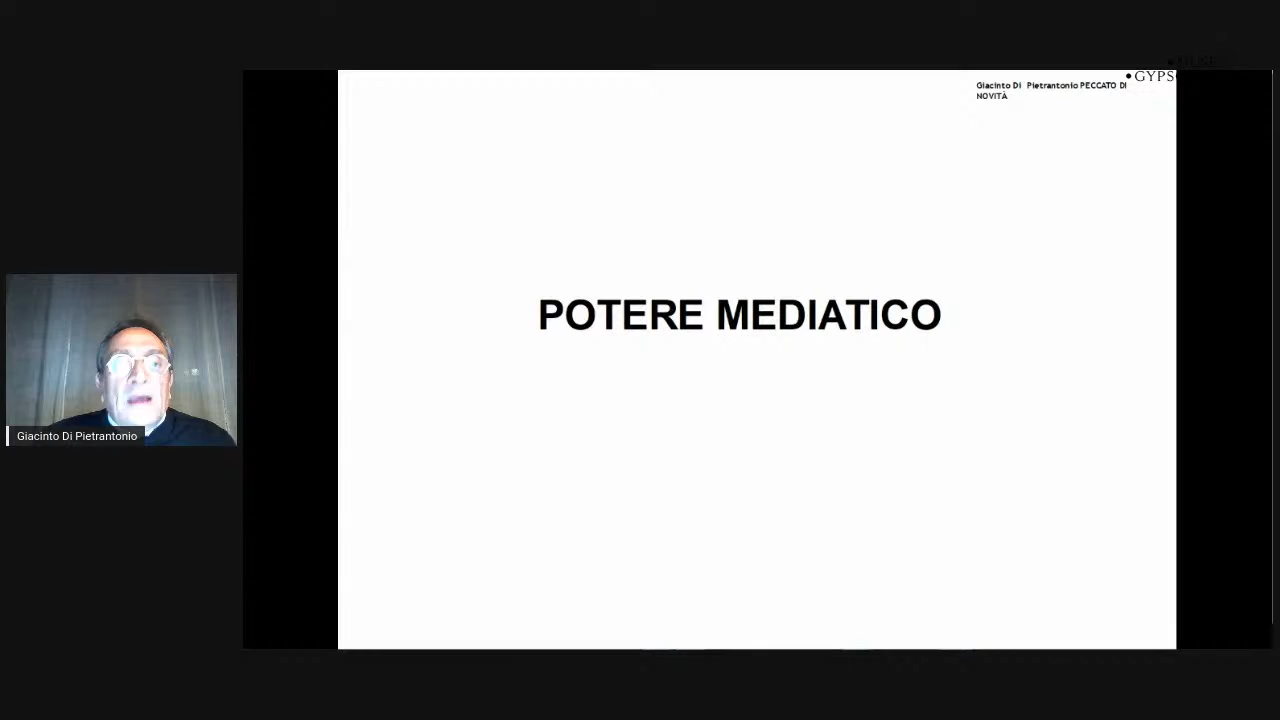 • GYPS
Giacinto Di Pietrantonio PECCATO DI
NOVITÀ
POTERE MEDIATICO
Giacinto Di Pietrantonio